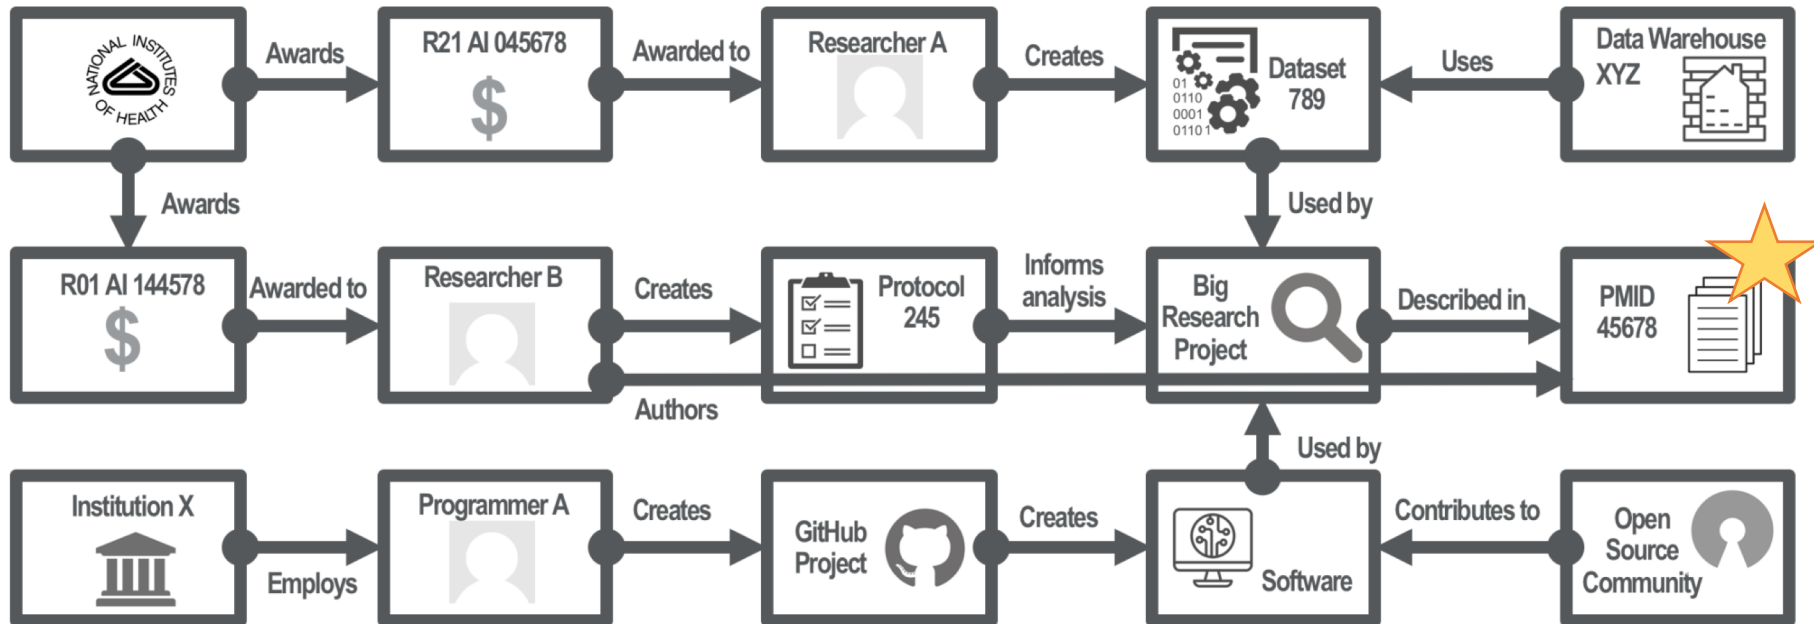 NATIONAL INSTITUTES
OF HEALTH
Awards
R21 AI 045678
$
Awarded to
Researcher A
Creates
01
0110
0001
01101
Dataset
789
Uses
Data Warehouse
XYZ
Awards
Used by
R01 AI 144578
$
Awarded to
Researcher B
Creates
Protocol
245
Informs
analysis
Big
Research
Project
Described in
PMID
45678
Authors
Used by
Institution X
Employs
Programmer A
Creates
GitHub
Project
Creates
Software
Contributes to
Open
Source
Community